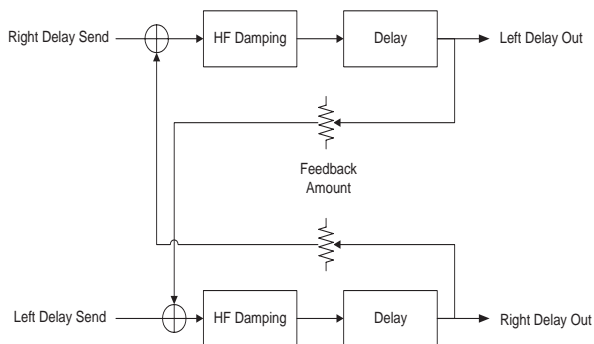 Right Delay Send
HF Damping
Delay
Left Delay Out
Feedback
Amount
Left Delay Send
HF Damping
Delay
Right Delay Out